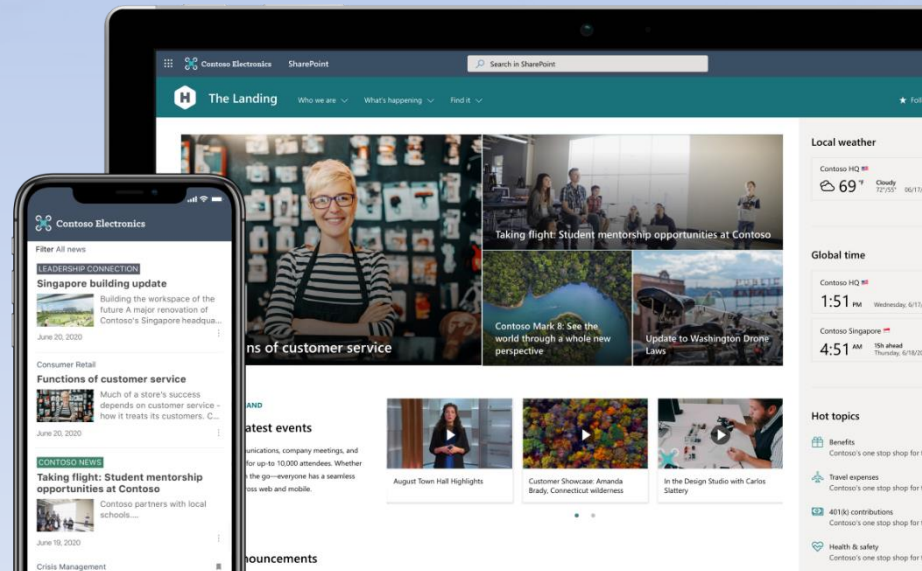 Contoso Electronics
SharePoint
Search in SharePoint
H
The Landing
Who we are
What's happening
Find it
Taking flight: Student mentorship opportunities at Contoso
of customer service
Contoso Mark 8: See the
world through a whole new
perspective
PUBLIC
Update to Washington Drone
Laws
Local weather
Contoso HQ
69 °F
Cloudy
Global time
Contoso HQ
1:51 PM
Wednesday, 6/17/
Contoso Singapore
4:51 AM
15h ahead
Hot topics
Benefits
Contoso's one stop shop for
Travel expenses
Contoso's one stop shop for
401(k) contributions
Contoso's one stop shop for
Health & safety
Contoso's one stop shop for
AND
events
company meetings, and
for up to 10,000 attendees. Whether
the go—everyone has a seamless
web and mobile.
August Town Hall Highlights
Customer Showcase: Amanda
Brady, Connecticut wilderness
In the Design Studio with Carlos
Slattery
Contoso Electronics
Filter All news
LEADERSHIP CONNECTION
Singapore building update
Building the workspace of the
future A major renovation of
Contoso's Singapore headqua...
June 20, 2020
Consumer Retail
Functions of customer service
Much of a store's success
depends on customer service -
how it treats its customers. C...
June 20, 2020
CONTOSO NEWS
Taking flight: Student mentorship
opportunities at Contoso
Contoso partners with local
schools....
June 19, 2020
Crisis Management